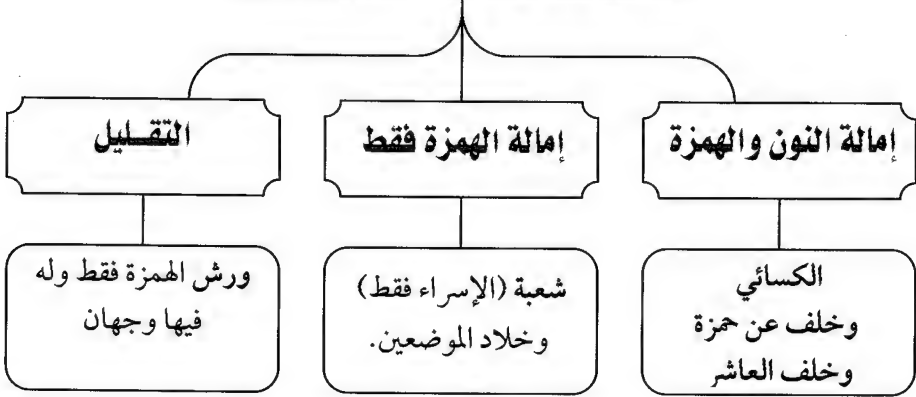 إمالة النون والهمزة
إمالة الهمزة فقط
التقليل
الكسائي
وخلف عن حمزة
وخلف العاشر
شعبة (الإسراء فقط)
وخلاد الموضعين.
ورش الهمزة فقط وله
فيها وجهان